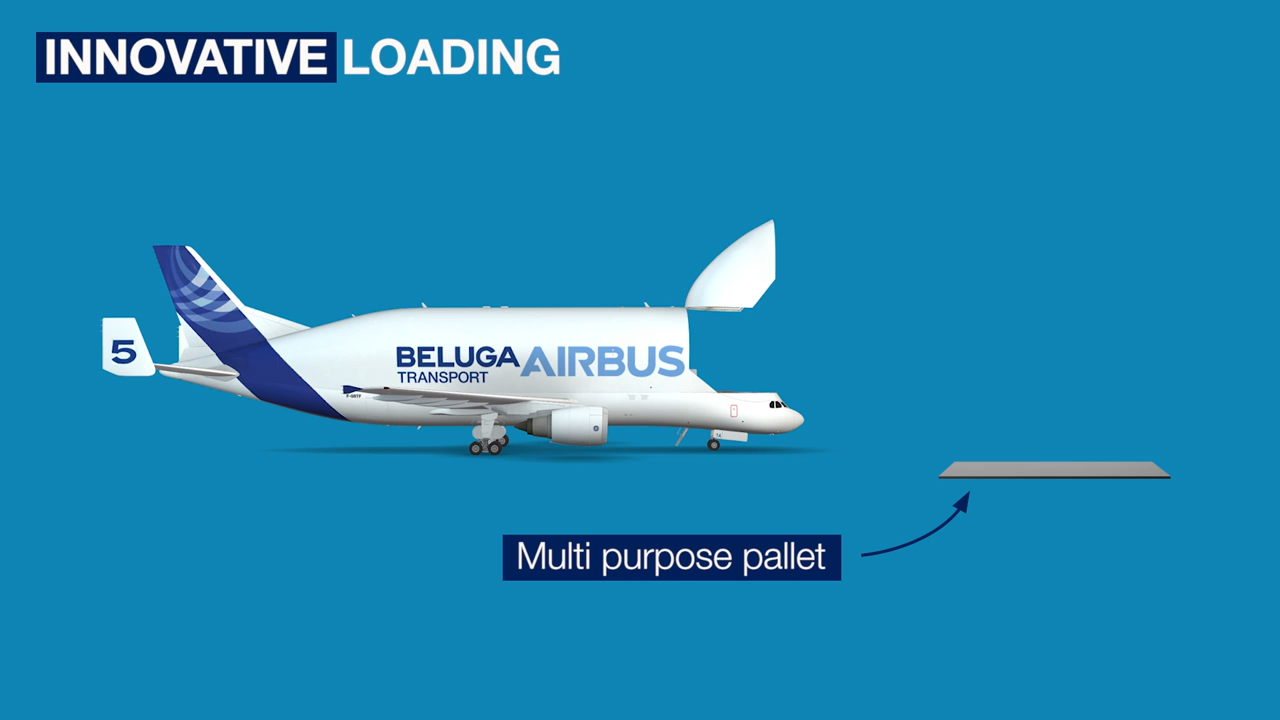 INNOVATIVE LOADING
5
BELUGA AIRBUS
TRANSPORT
Multi purpose pallet